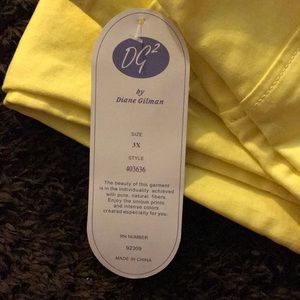 DG²
by
Diane Gilman
SIZE
3X
STYLE
403636
The beauty of this garment
is in the individuality achieved
with pure, natural fibers.
Enjoy the unique prints
and intense colors
created especially for you.
RN NUMBER
92309
MADE IN CHINA